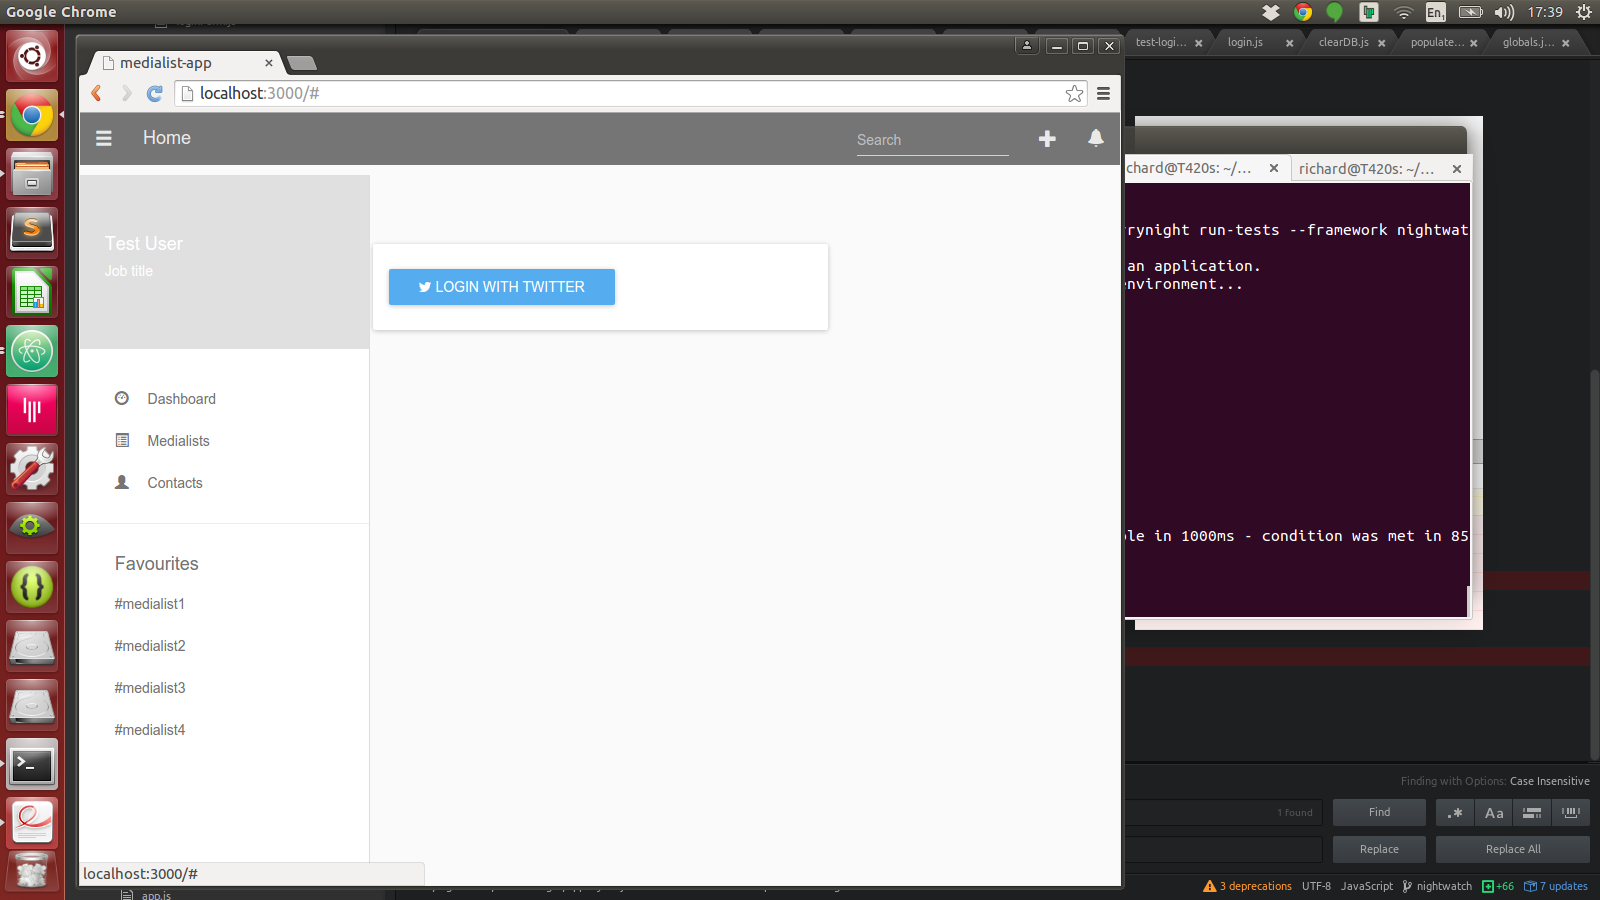 Google Chrome
En1
17:39
test-logi...
login.js
clearDB.js
populate...
globals.j...
medialist-app
localhost:3000/#
Home
Search
Test User
Job title
LOGIN WITH TWITTER
Dashboard
Medialists
Contacts
Favourites
#medialist1
#medialist2
#medialist3
#medialist4
localhost:3000/#
chard@T420s: ~/...
richard@T420s: ~/...
rrynight run-tests --framework nightwat
an application.
nvironment...
le in 1000ms - condition was met in 85
Finding with Options: Case Insensitive
1 found
Find
.*
Aa
Replace
Replace All
3 deprecations
UTF-8
JavaScript
nightwatch
+66
7 updates
app.js